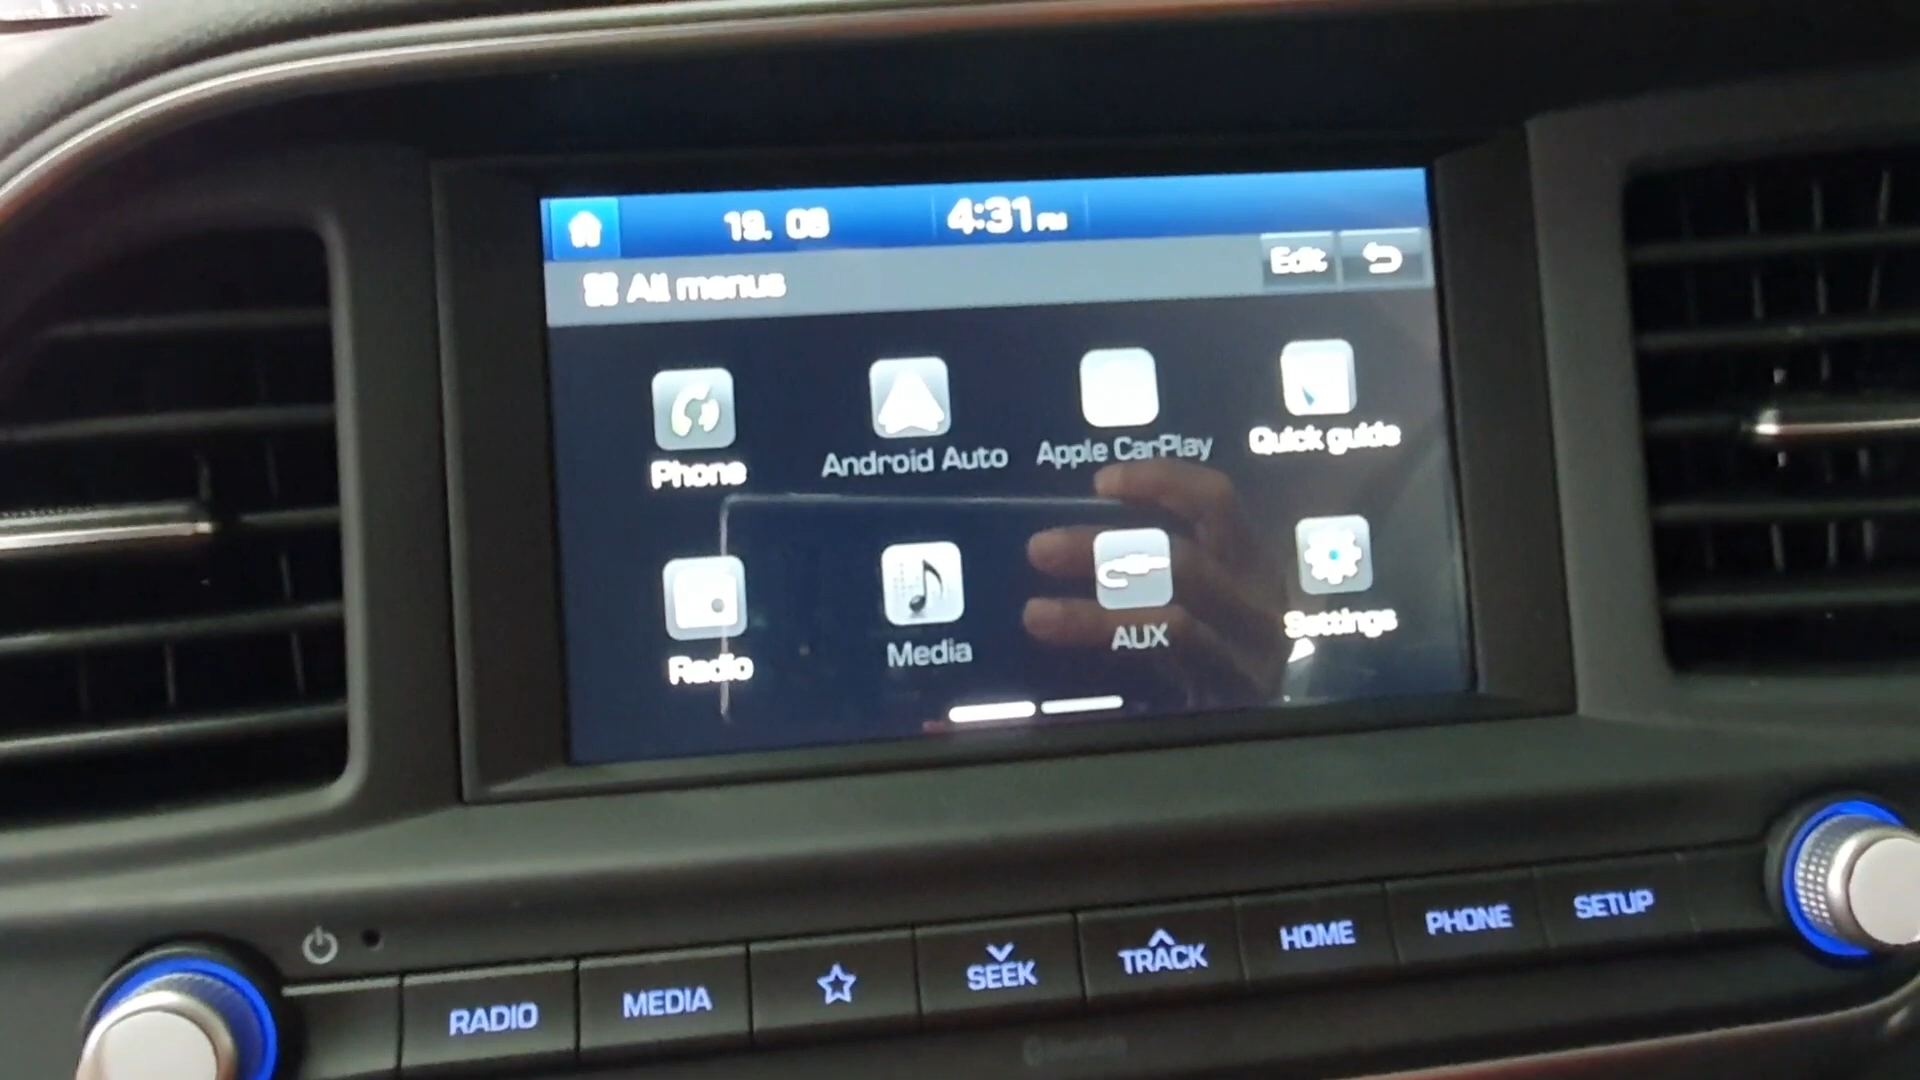 19. 08 4:31 PM
All menus Edit
Phone Android Auto Apple CarPlay Quick guide
Radio Media AUX Settings
RADIO MEDIA SEEK TRACK HOME PHONE SETUP